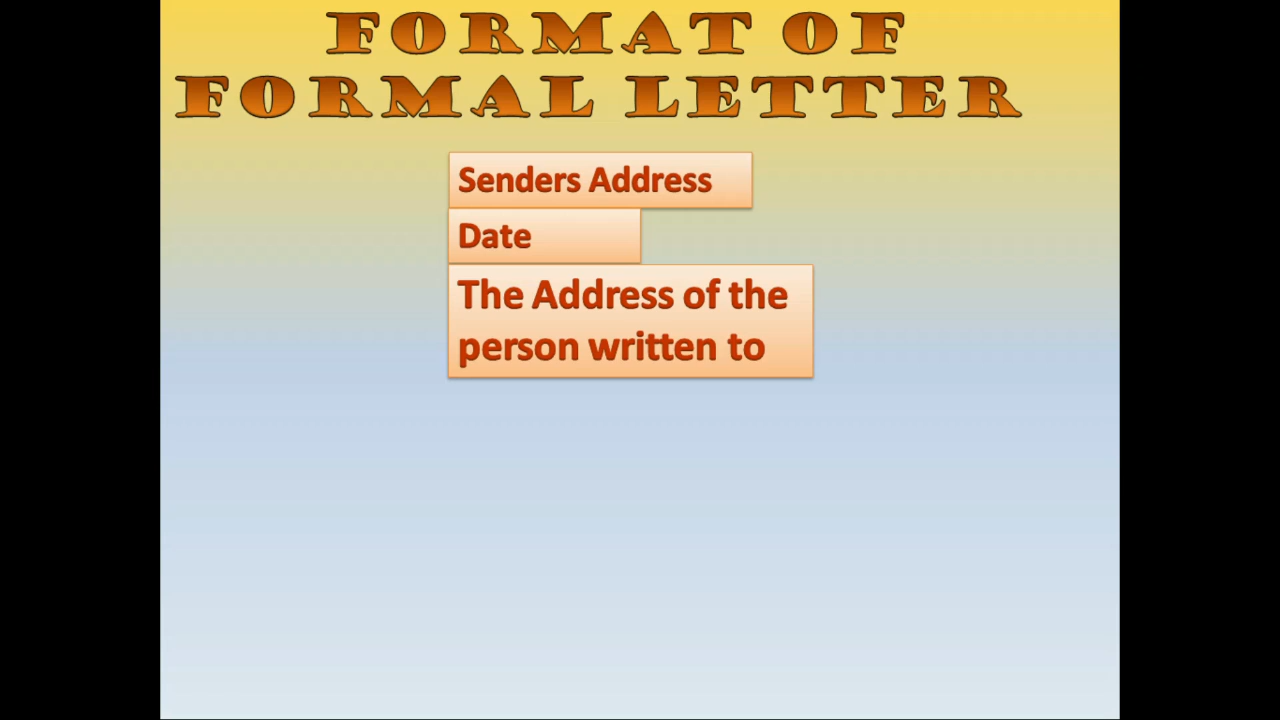 FORMAT OF
FORMAL LETTER
Senders Address
Date
The Address of the
person written to